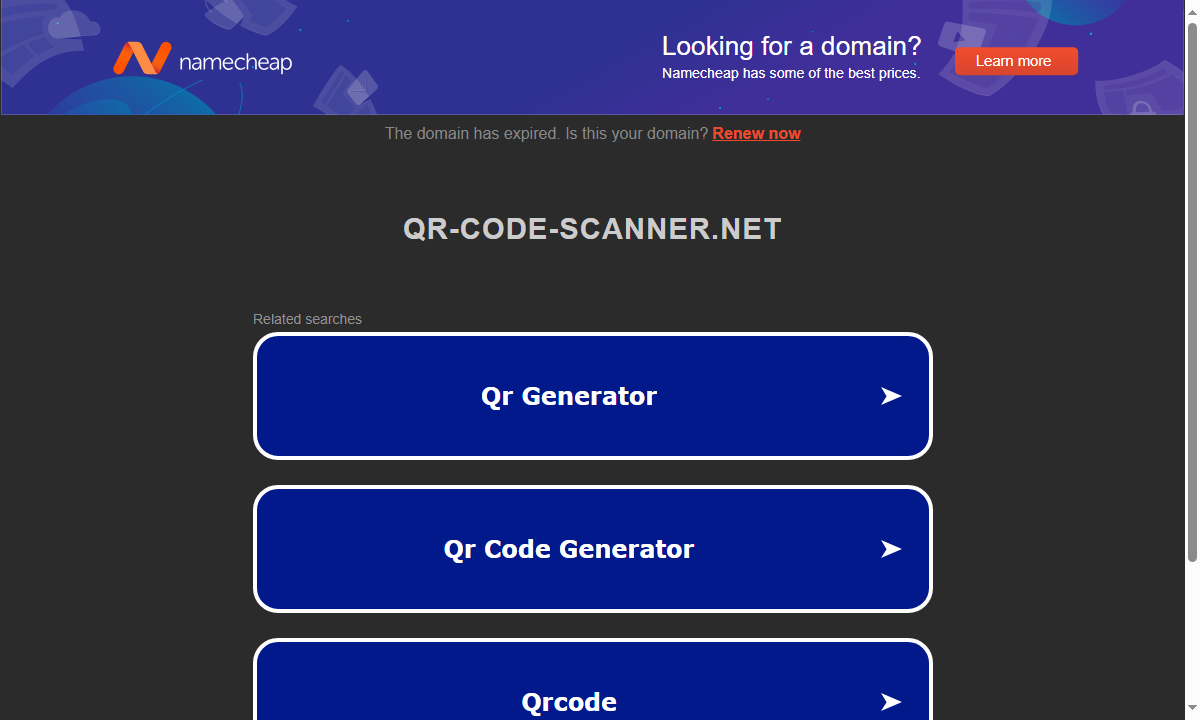 namecheap
Looking for a domain?
Namecheap has some of the best prices.
Learn more
The domain has expired. Is this your domain? Renew now
QR-CODE-SCANNER.NET
Related searches
Qr Generator
Qr Code Generator
Qrcode